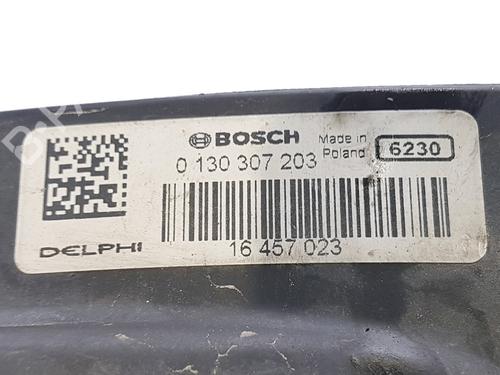 BOSCH
Made in
Poland
6230
0 130 307 203
DELPHI
16 457 023